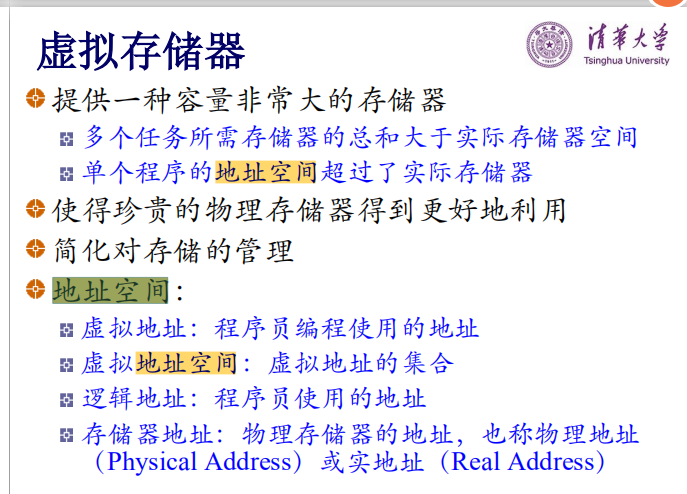 虚拟存储器
清華大学
Tsinghua University
提供一种容量非常大的存储器
多个任务所需存储器的总和大于实际存储器空间
单个程序的地址空间超过了实际存储器
使得珍贵的物理存储器得到更好地利用
简化对存储的管理
地址空间：
虚拟地址：程序员编程使用的地址
虚拟地址空间：虚拟地址的集合
逻辑地址：程序员使用的地址
存储器地址：物理存储器的地址，也称物理地址
（Physical Address）或实地址（Real Address）